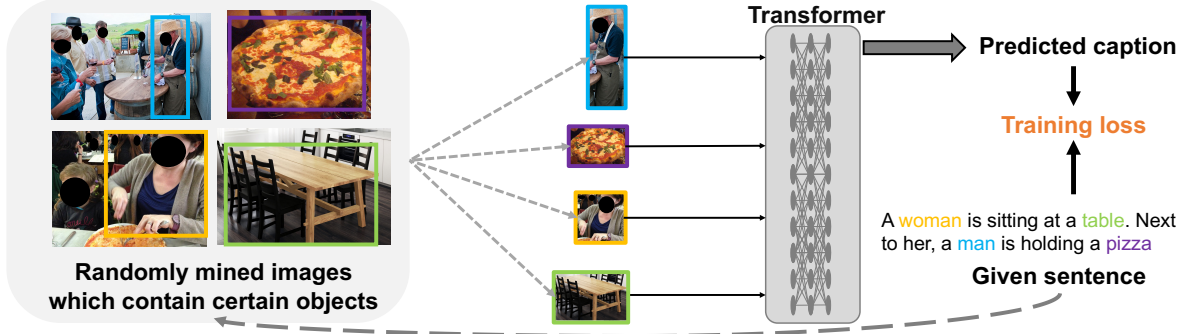 Transformer
Predicted caption
Training loss
A woman is sitting at a table. Next
to her, a man is holding a pizza
Given sentence
Randomly mined images
which contain certain objects